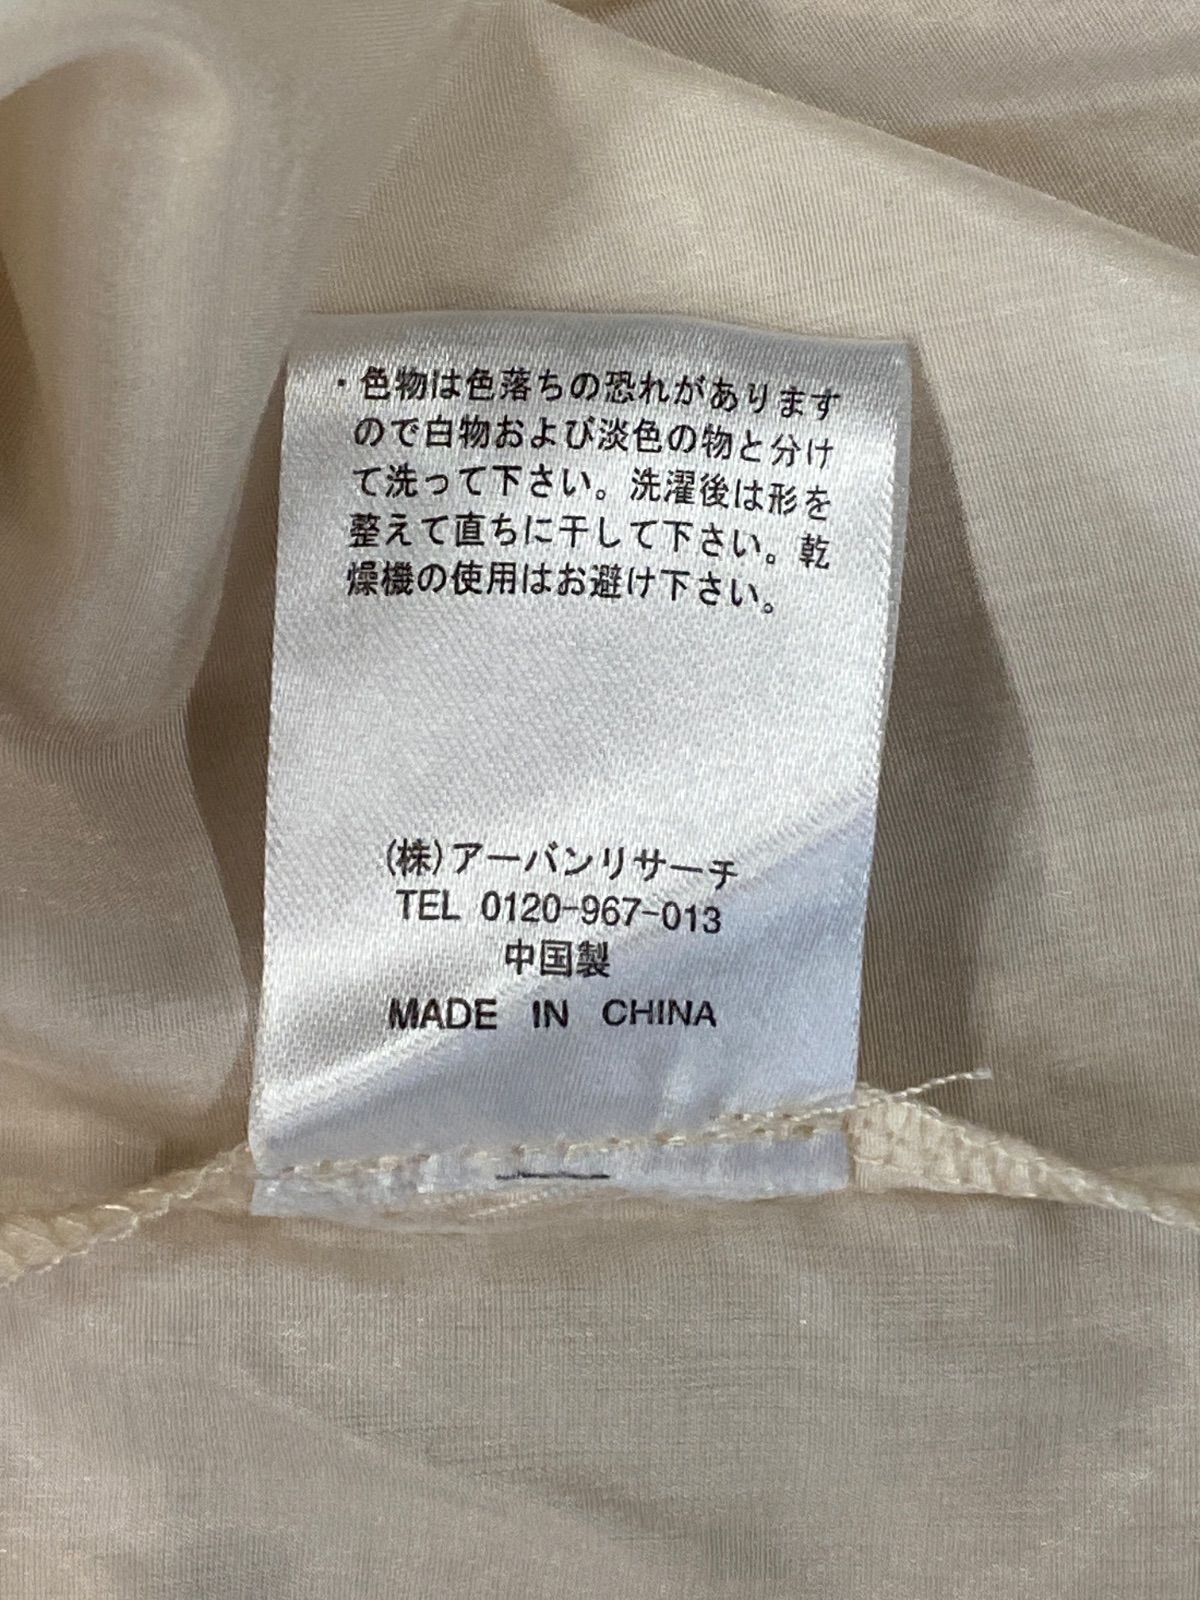 ・色物は色落ちの恐れがあります
ので白物および淡色の物と分け
て洗って下さい。洗濯後は形を
整えて直ちに干して下さい。乾
燥機の使用はお避け下さい。
(株)アーバンリサーチ
TEL 0120-967-013
中国製
MADE IN CHINA